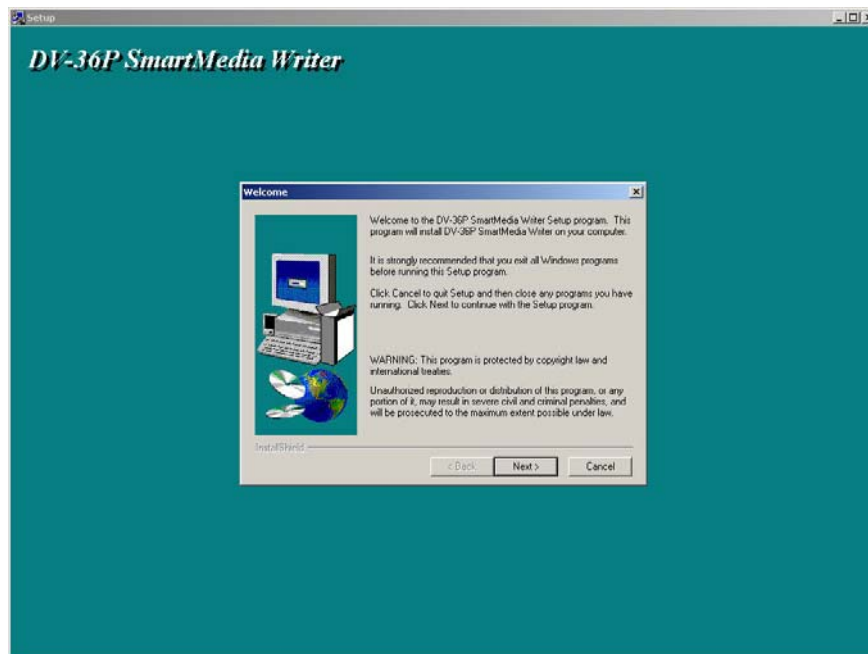 Setup
DV-36P SmartMedia Writer
Welcome
Welcome to the DV-36P SmartMedia Writer Setup program. This
program will install DV-36P SmartMedia Writer on your computer.
It is strongly recommended that you exit all Windows programs
before running this Setup program.
Click Cancel to quit Setup and then close any programs you have
running. Click Next to continue with the Setup program.
WARNING: This program is protected by copyright law and
international treaties.
Unauthorized reproduction or distribution of this program, or any
portion of it, may result in severe civil and criminal penalties, and
will be prosecuted to the maximum extent possible under law.
InstallShield
< Back Next > Cancel